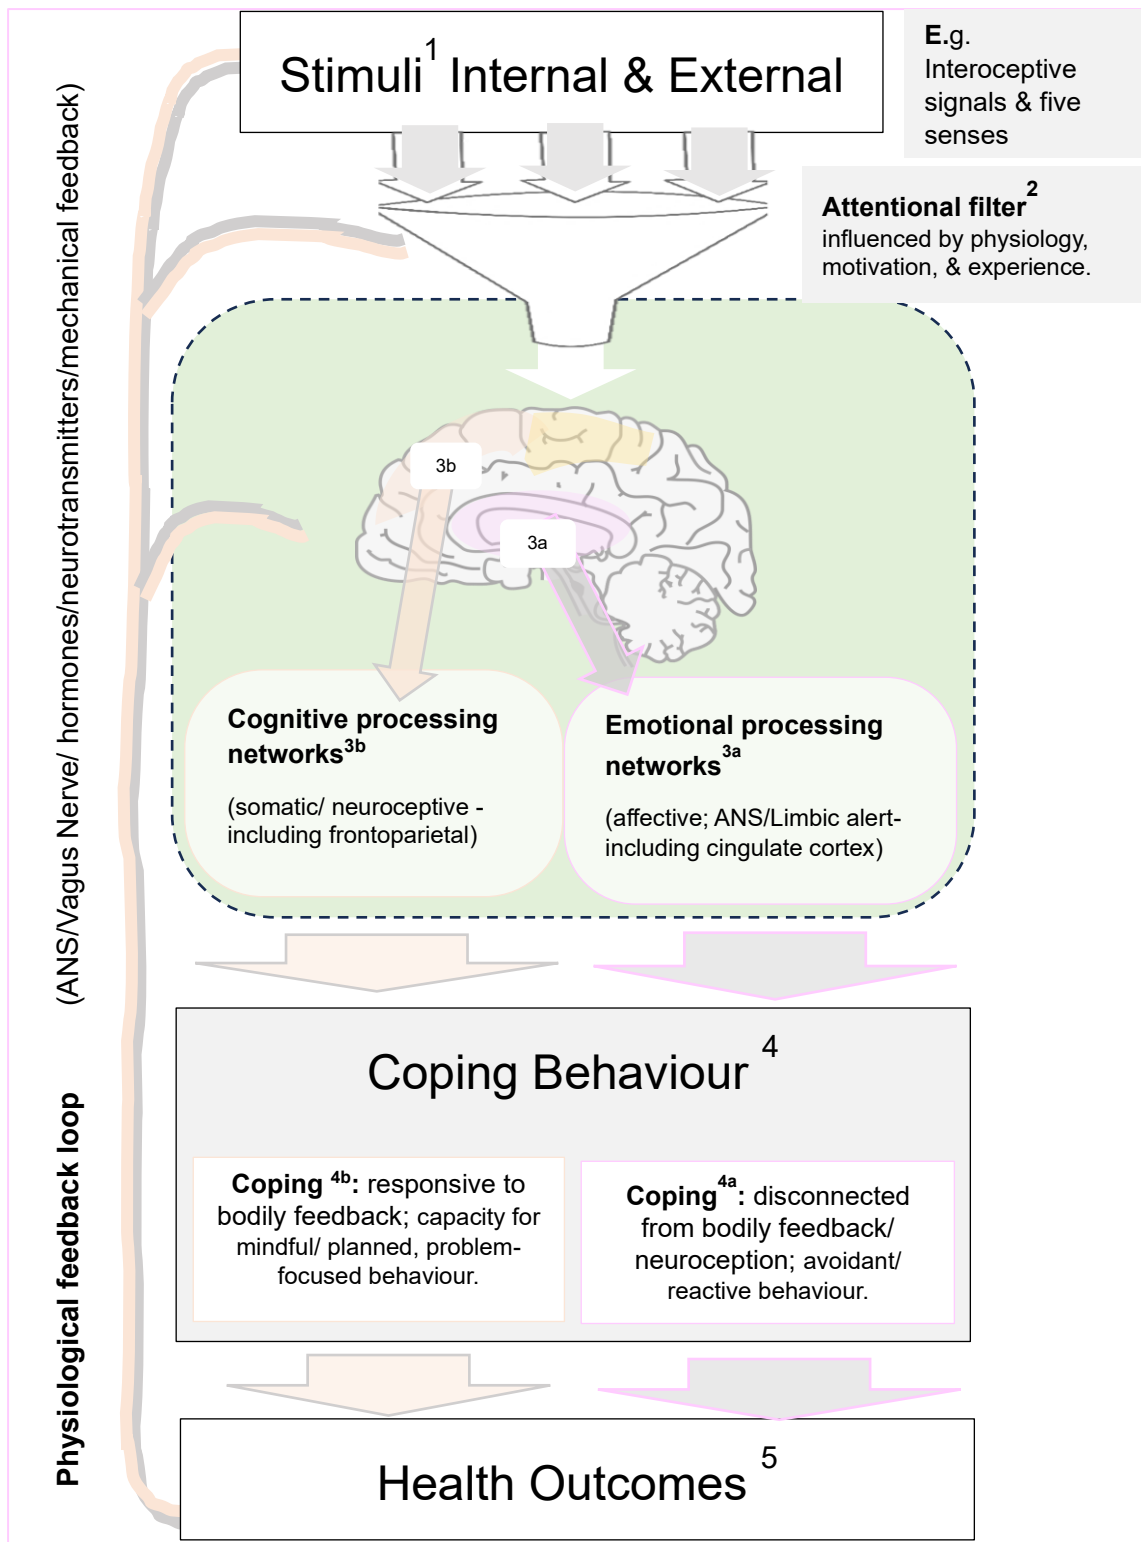 Stimuli1 Internal & External
E.g.
Interoceptive
signals & five
senses
Attentional filter2
influenced by physiology,
motivation, & experience.
3b
3a
Cognitive processing
networks3b
(somatic/ neuroceptive -
including frontoparietal)
Emotional processing
networks3a
(affective; ANS/Limbic alert-
including cingulate cortex)
Coping Behaviour 4
Coping 4b: responsive to
bodily feedback; capacity for
mindful/ planned, problem-
focused behaviour.
Coping4a: disconnected
from bodily feedback/
neuroception; avoidant/
reactive behaviour.
Health Outcomes 5
Physiological feedback loop (ANS/Vagus Nerve/ hormones/neurotransmitters/mechanical feedback)